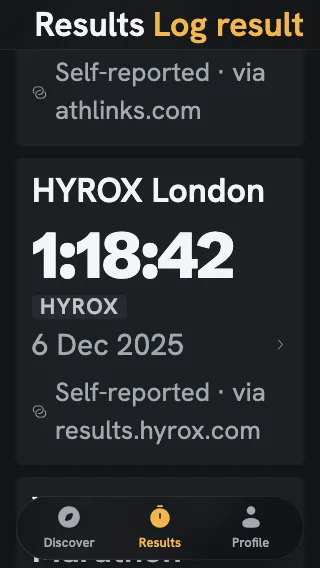 Results Log result
Self-reported · via
athlinks.com
HYROX London
1:18:42
HYROX
6 Dec 2025
Self-reported · via
results.hyrox.com
Discover
Results
Profile